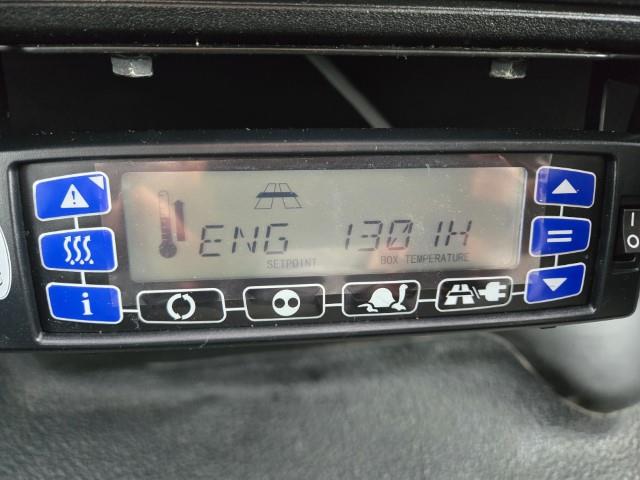 ENG 1301H
SETPOINT BOX TEMPERATURE
i
I
O